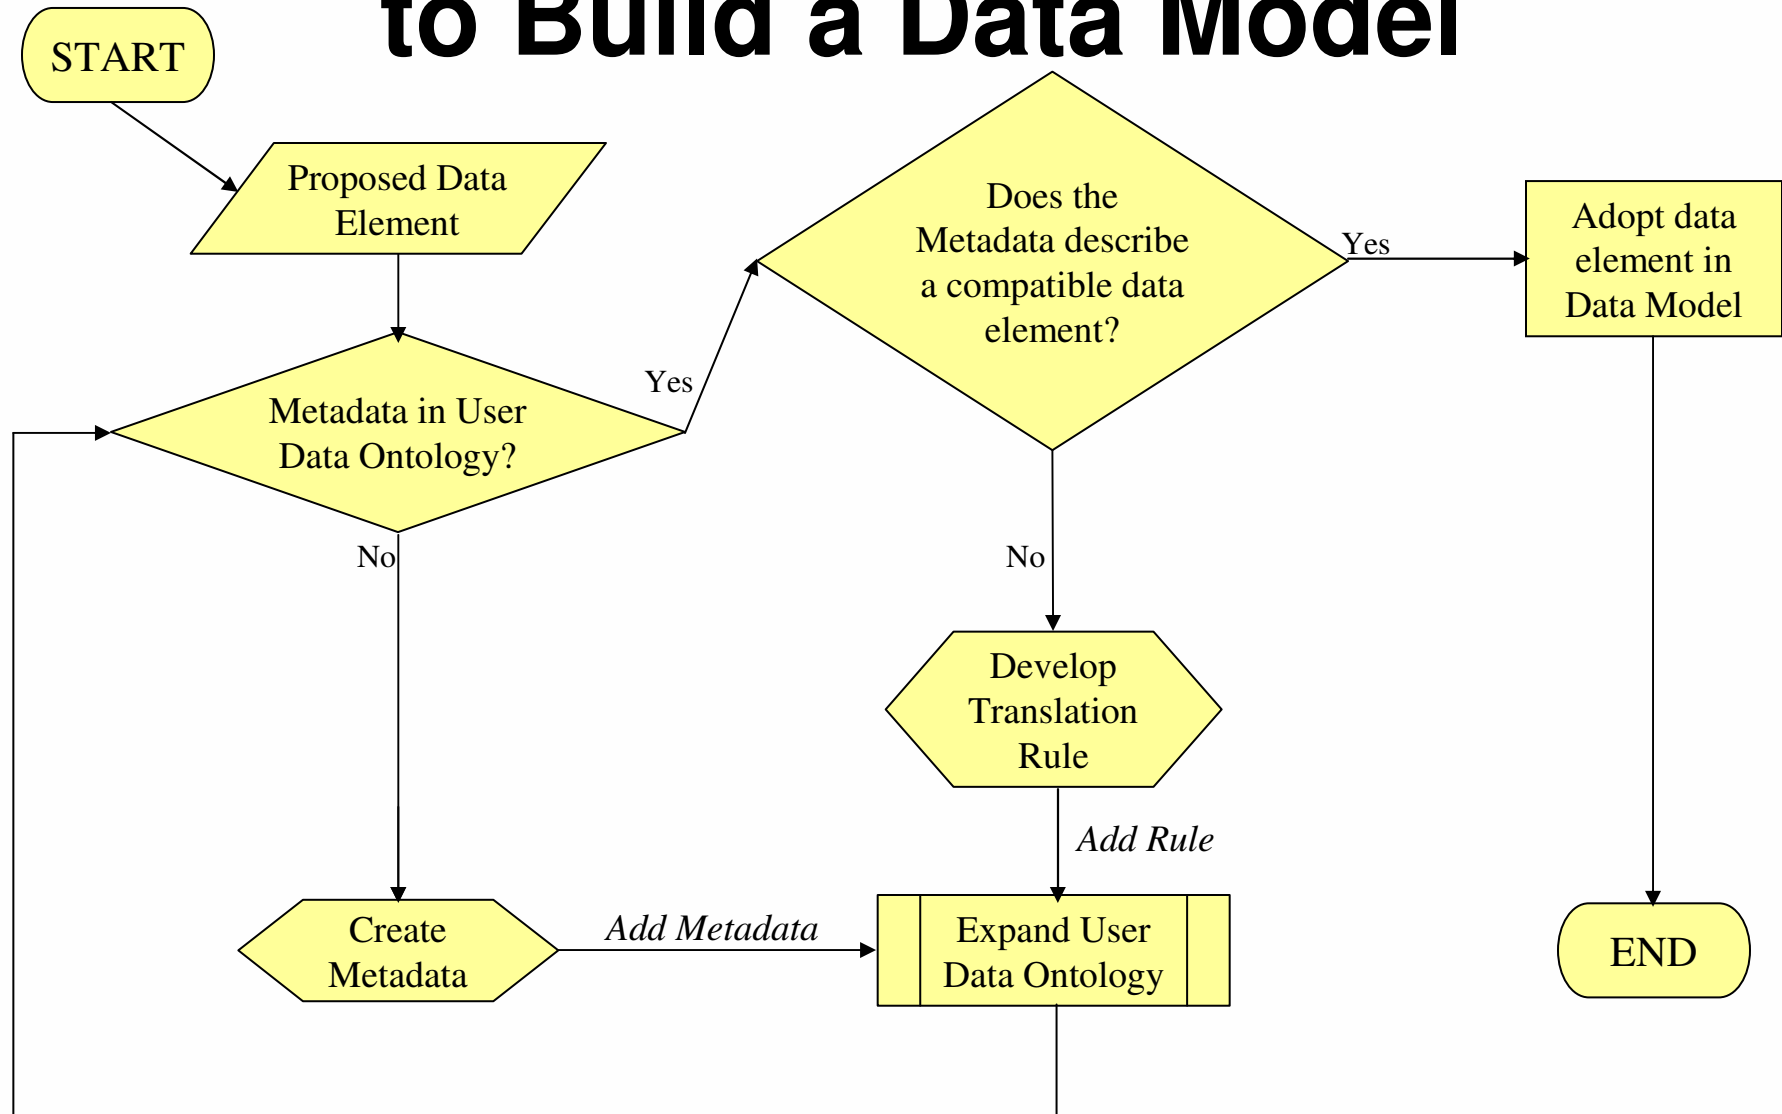 to Build a Data Model
START
Proposed Data
Element
Metadata in User
Data Ontology?
Yes
No
Does the
Metadata describe
a compatible data
element?
Yes
No
Adopt data
element in
Data Model
Develop
Translation
Rule
Add Rule
Create
Metadata
Add Metadata
Expand User
Data Ontology
END